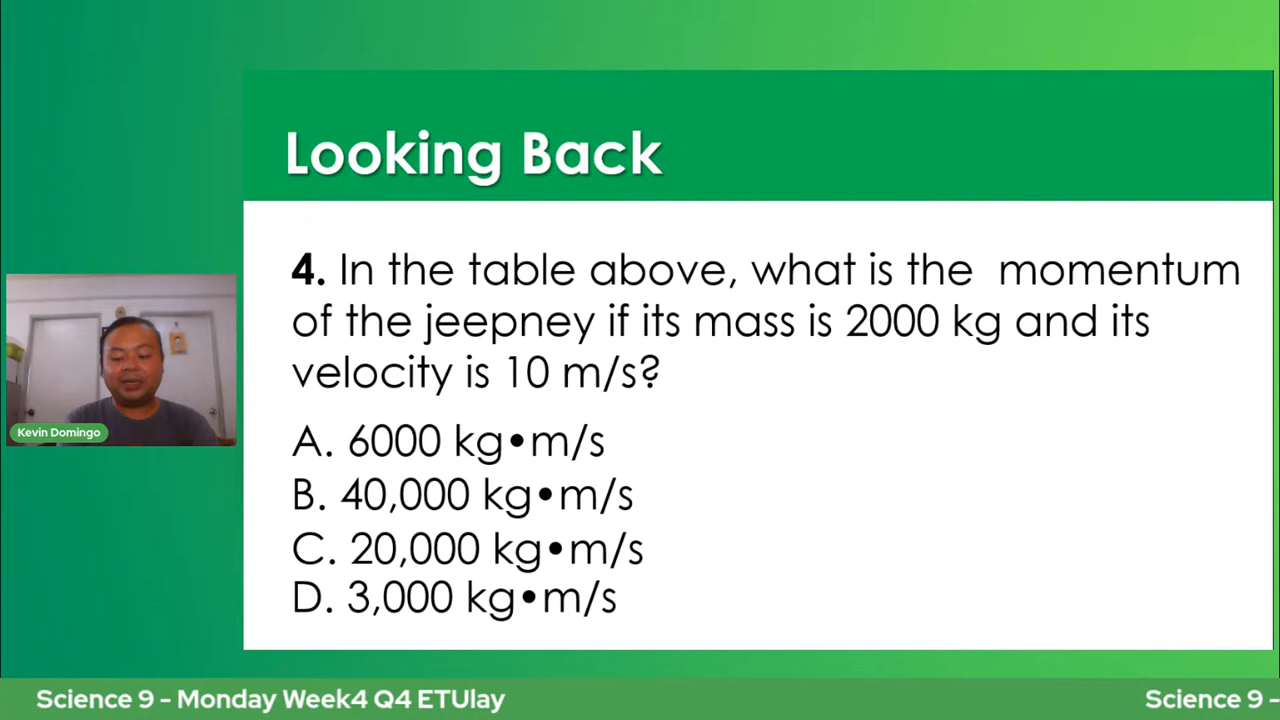 Looking Back
4. In the table above, what is the momentum
of the jeepney if its mass is 2000 kg and its
velocity is 10 m/s?
A. 6000 kg•m/s
B. 40,000 kg•m/s
C. 20,000 kg•m/s
D. 3,000 kg•m/s
Kevin Domingo
Science 9 - Monday Week4 Q4 ETUlay
Science 9 -